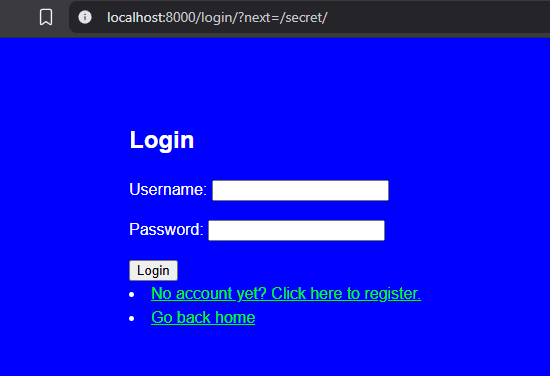 localhost:8000/login/?next=/secret/
Login
Username:
Password:
Login
No account yet? Click here to register.
Go back home